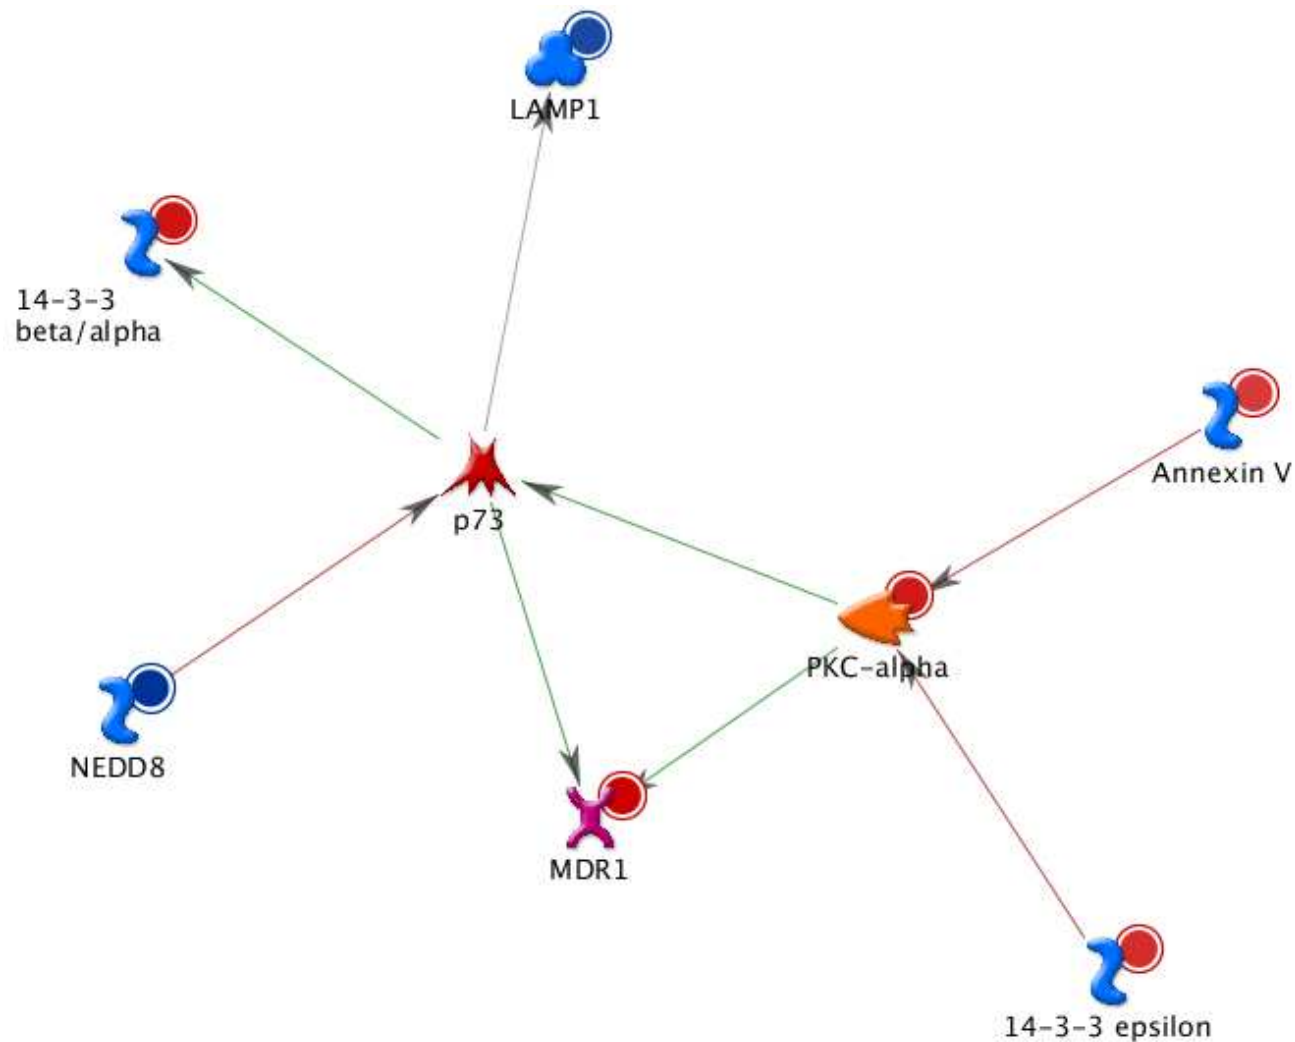 LAMP1
14-3-3
beta/alpha
Annexin V
p73
PKC-alpha
NEDD8
MDR1
14-3-3 epsilon